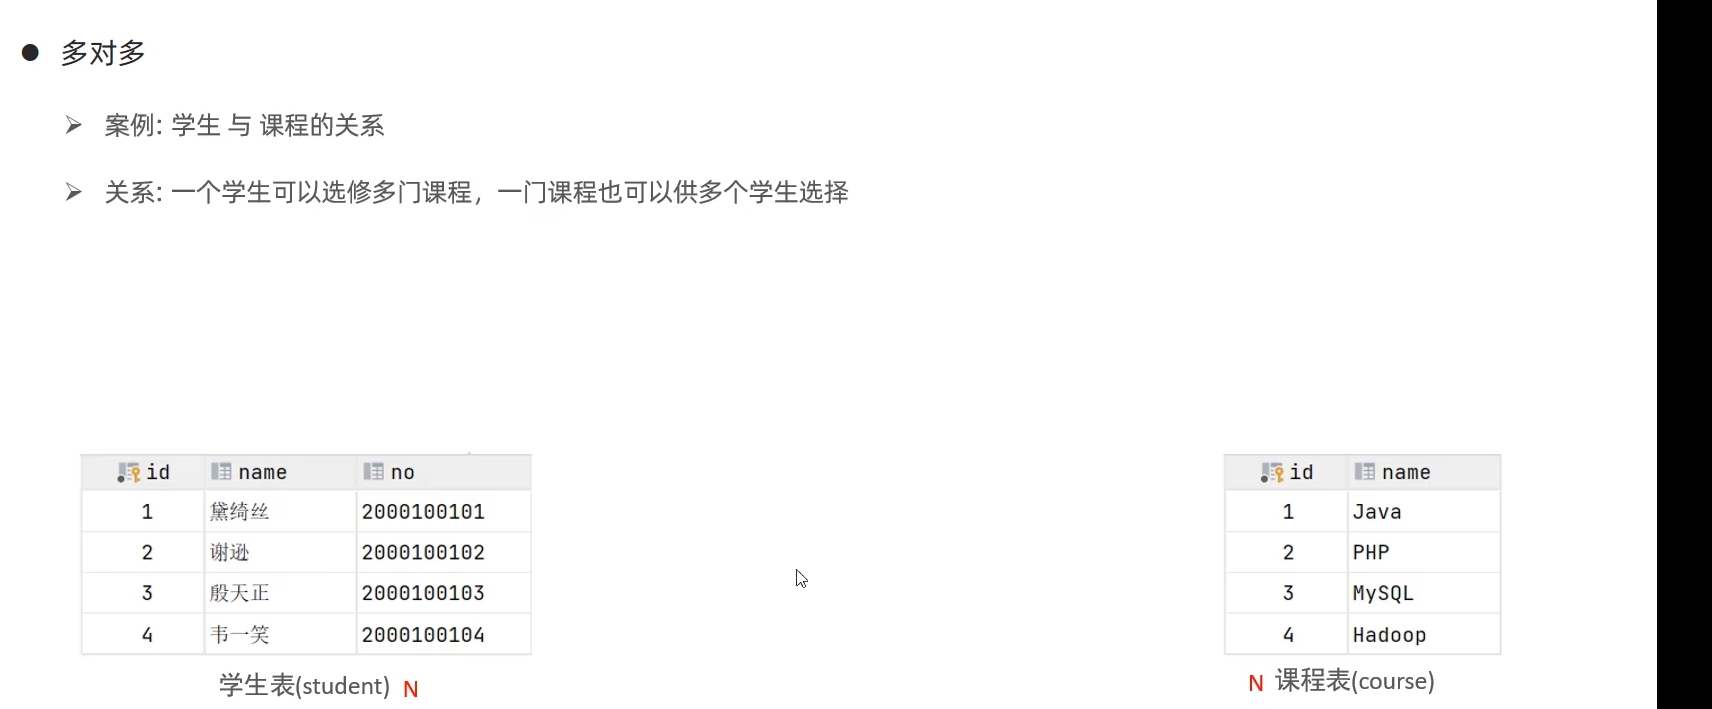 ● 多对多
➢ 案例: 学生 与 课程的关系
➢ 关系: 一个学生可以选修多门课程，一门课程也可以供多个学生选择
id name no
1 黛绮丝 2000100101
2 谢逊 2000100102
3 殷天正 2000100103
4 韦一笑 2000100104
学生表(student) N
id name
1 Java
2 PHP
3 MySQL
4 Hadoop
N 课程表(course)